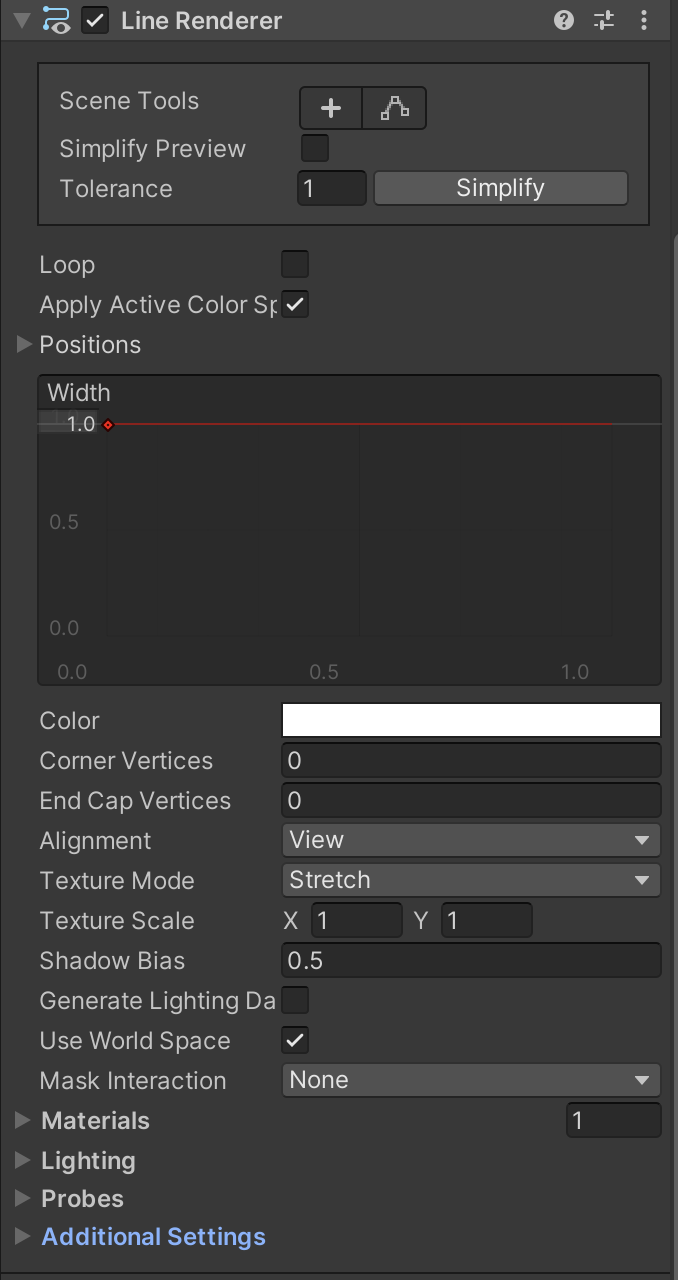 Line Renderer
Scene Tools
Simplify Preview
Tolerance 1 Simplify
Loop
Apply Active Color Sp
Positions
Width
1.0
0.5
0.0
0.0 0.5 1.0
Color
Corner Vertices 0
End Cap Vertices 0
Alignment View
Texture Mode Stretch
Texture Scale X 1 Y 1
Shadow Bias 0.5
Generate Lighting Da
Use World Space
Mask Interaction None
Materials 1
Lighting
Probes
Additional Settings